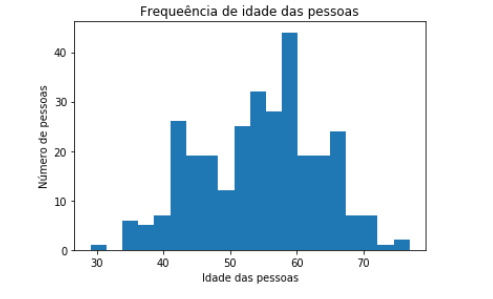 Frequeência de idade das pessoas
40
30
20
10
0
Número de pessoas
30 40 50 60 70
Idade das pessoas